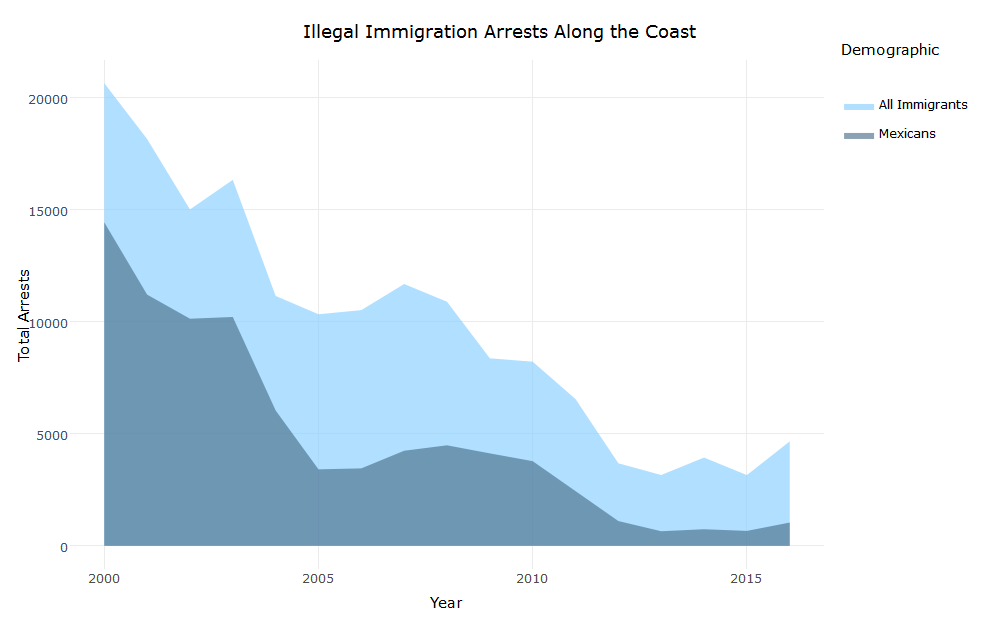 Illegal Immigration Arrests Along the Coast
Demographic
All Immigrants
Mexicans
Total Arrests
20000
15000
10000
5000
0
2000
2005
2010
2015
Year